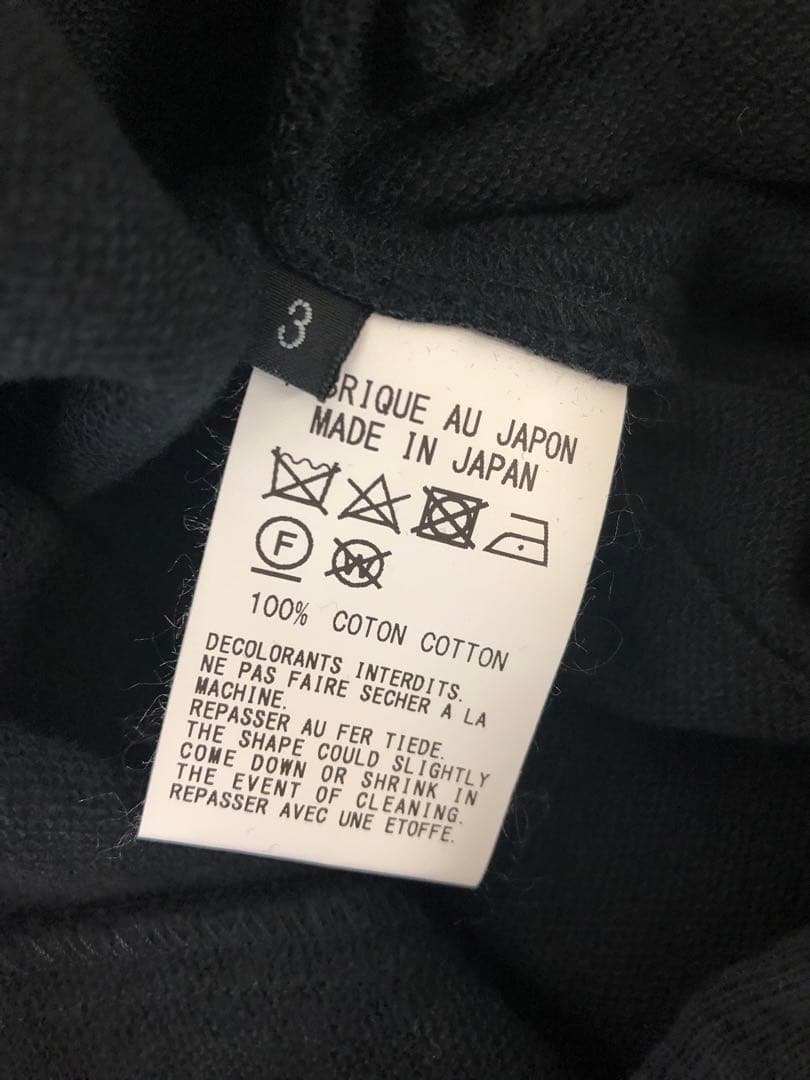 3
BRIQUE AU JAPON
MADE IN JAPAN
F W
100% COTON COTTON
DECOLORANTS INTERDITS.
NE PAS FAIRE SECHER A LA
MACHINE.
REPASSER AU FER TIEDE.
THE SHAPE COULD SLIGHTLY
COME DOWN OR SHRINK IN
THE EVENT OF CLEANING.
REPASSER AVEC UNE ETOFFE.